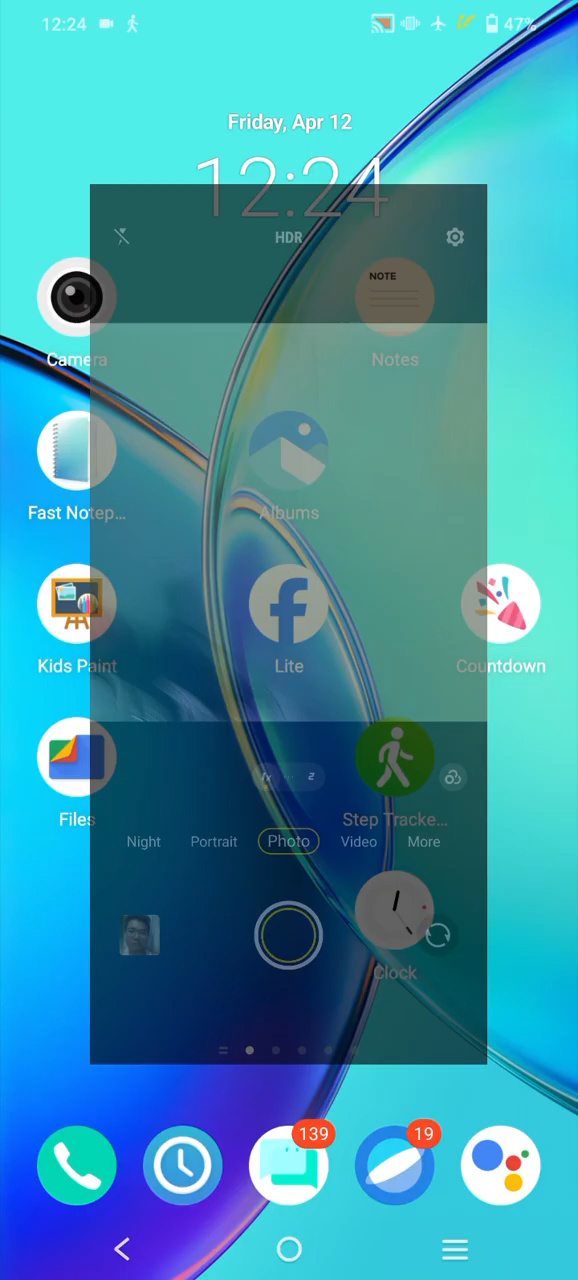 12:24
47%
Friday, Apr 12
12:24
HDR
NOTE
Camera
Notes
Fast Notep...
Albums
Kids Paint
Lite
Countdown
Files
Step Tracke...
Night Portrait Photo Video More
Clock
139
19